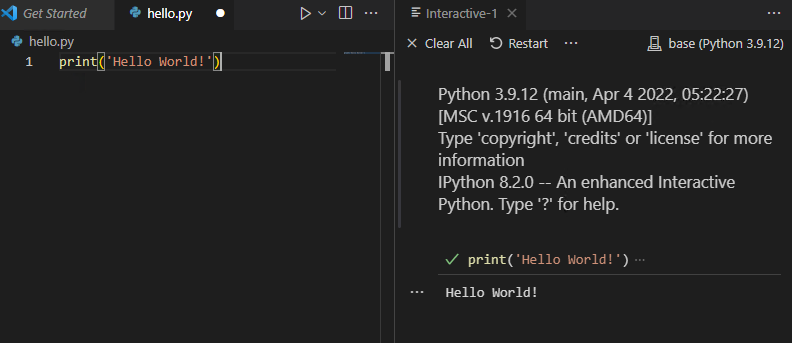 Get Started
hello.py
hello.py
1 print('Hello World!')
Interactive-1
Clear All Restart ... base (Python 3.9.12)
Python 3.9.12 (main, Apr 4 2022, 05:22:27)
[MSC v.1916 64 bit (AMD64)]
Type 'copyright', 'credits' or 'license' for more
information
IPython 8.2.0 -- An enhanced Interactive
Python. Type '?' for help.
print('Hello World!') ...
Hello World!